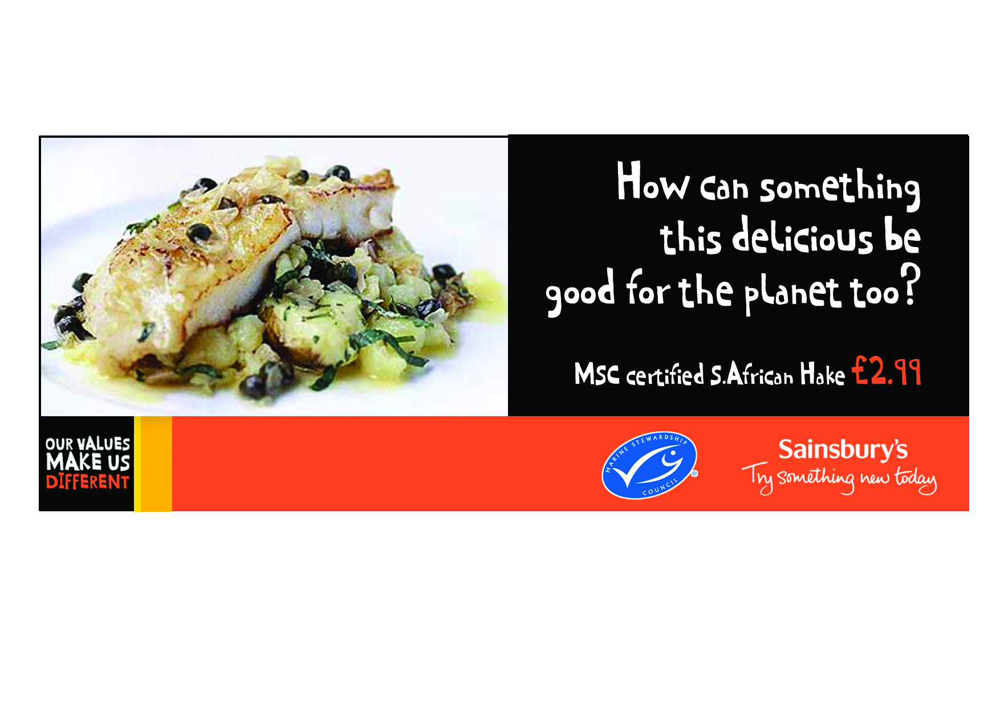 How can something
this delicious be
good for the planet too?
MSC certified S.African Hake £2.99
OUR VALUES
MAKE US
DIFFERENT
MARINE STEWARDSHIP
COUNCIL
®
Sainsbury's
Try something new today